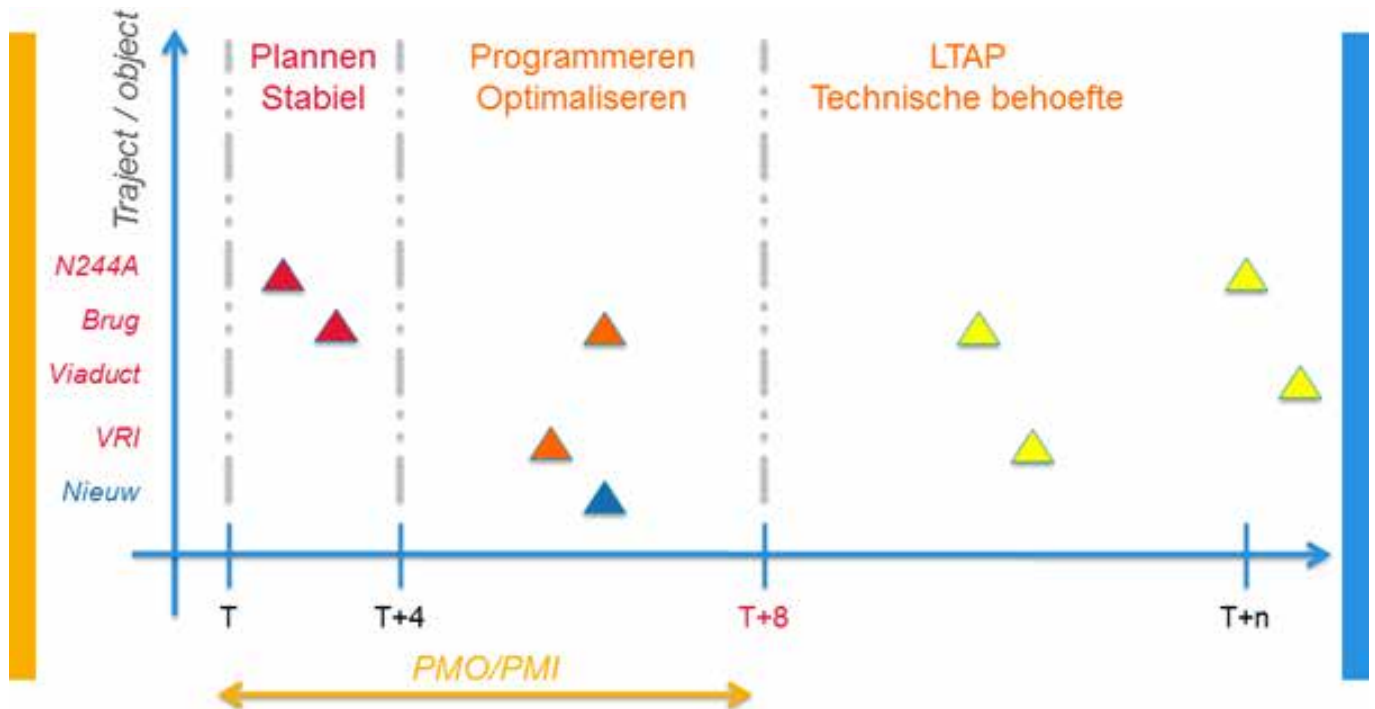 Traject / object
Plannen
Stabiel
Programmeren
Optimaliseren
LTAP
Technische behoefte
N244A
Brug
Viaduct
VRI
Nieuw
T
T+4
T+8
T+n
PMO/PMI